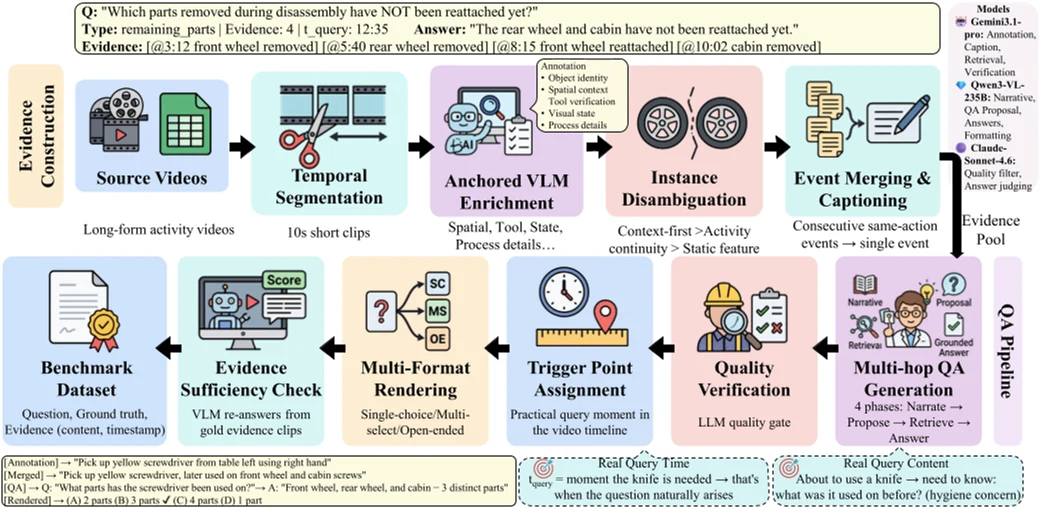 Q: "Which parts removed during disassembly have NOT been reattached yet?"
Type: remaining_parts | Evidence: 4 | t_query: 12:35 Answer: "The rear wheel and cabin have not been reattached yet."
Evidence: [@3:12 front wheel removed] [@5:40 rear wheel removed] [@8:15 front wheel reattached] [@10:02 cabin removed]
Models
Gemini3.1-
pro: Annotation,
Caption,
Retrieval,
Verification
Qwen3-VL-
235B: Narrative,
QA Proposal,
Answers,
Formatting
Claude-
Sonnet-4.6:
Quality filter,
Answer judging
Evidence
Construction
Source Videos
Long-form activity videos
Temporal
Segmentation
10s short clips
Annotation
• Object identity
• Spatial context
Tool verification
• Visual state
• Process details
AI
Anchored VLM
Enrichment
Spatial, Tool, State,
Process details…
Instance
Disambiguation
Context-first >Activity
continuity > Static feature
Event Merging &
Captioning
Consecutive same-action
events → single event
Evidence
Pool
QA Pipeline
Narrative
Proposal
Retrieval
Grounded
Answer
Multi-hop QA
Generation
4 phases: Narrate →
Propose → Retrieve →
Answer
Quality
Verification
LLM quality gate
Trigger Point
Assignment
Practical query moment in
the video timeline
?
SC
MS
OE
Multi-Format
Rendering
Single-choice/Multi-
select/Open-ended
Score
Evidence
Sufficiency Check
VLM re-answers from
gold evidence clips
Benchmark
Dataset
Question, Ground truth,
Evidence (content, timestamp)
[Annotation] → "Pick up yellow screwdriver from table left using right hand"
[Merged] → "Pick up yellow screwdriver, later used on front wheel and cabin screws"
[QA] → Q: "What parts has the screwdriver been used on?"→ A: "Front wheel, rear wheel, and cabin − 3 distinct parts"
[Rendered] → (A) 2 parts (B) 3 parts ✓ (C) 4 parts (D) 1 part
Real Query Time
t_query = moment the knife is needed → that's
when the question naturally arises
Real Query Content
About to use a knife → need to know:
what was it used on before? (hygiene concern)